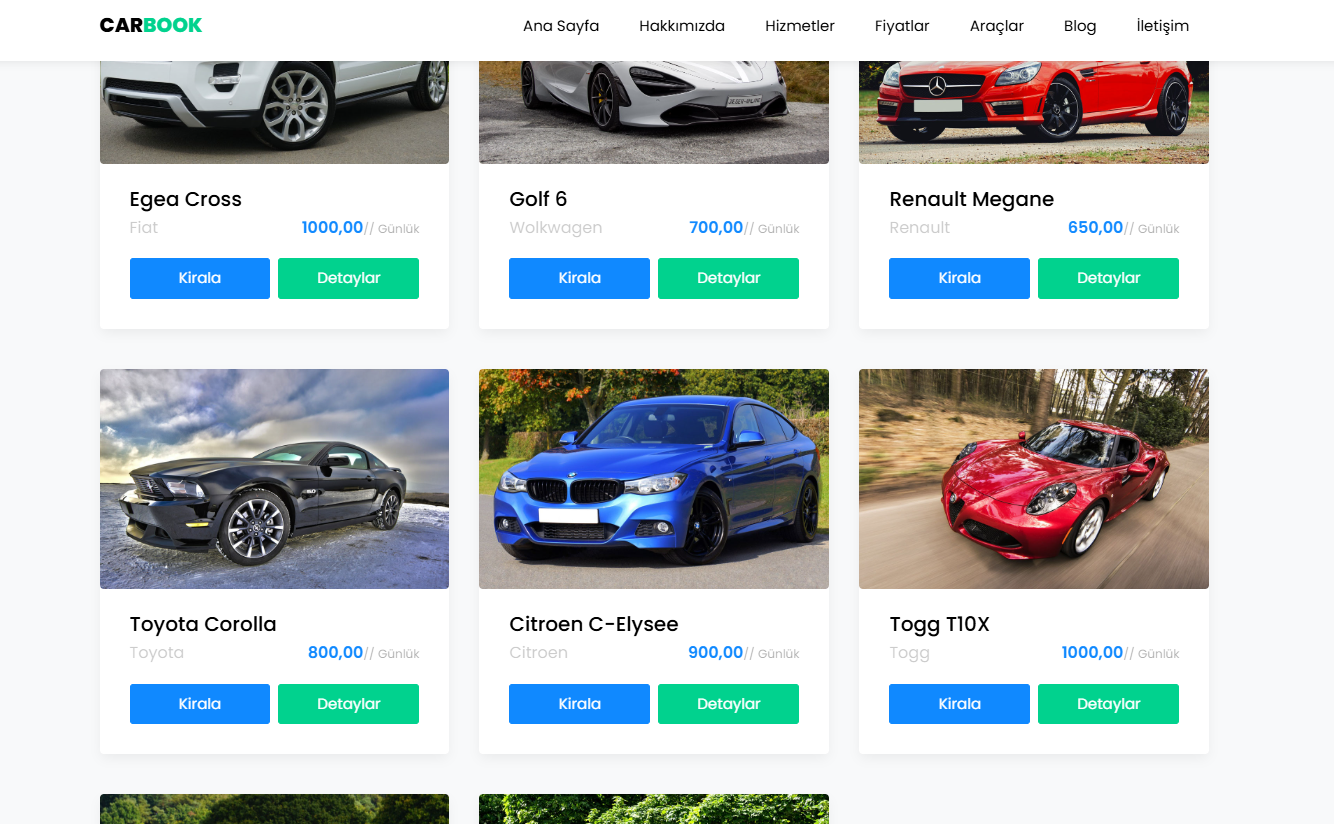 CARBOOK
Ana Sayfa Hakkımızda Hizmetler Fiyatlar Araçlar Blog İletişim
Egea Cross
Fiat 1000,00// Günlük
Kirala Detaylar
Golf 6
Wolkwagen 700,00// Günlük
Kirala Detaylar
Renault Megane
Renault 650,00// Günlük
Kirala Detaylar
Toyota Corolla
Toyota 800,00// Günlük
Kirala Detaylar
Citroen C-Elysee
Citroen 900,00// Günlük
Kirala Detaylar
Togg T10X
Togg 1000,00// Günlük
Kirala Detaylar